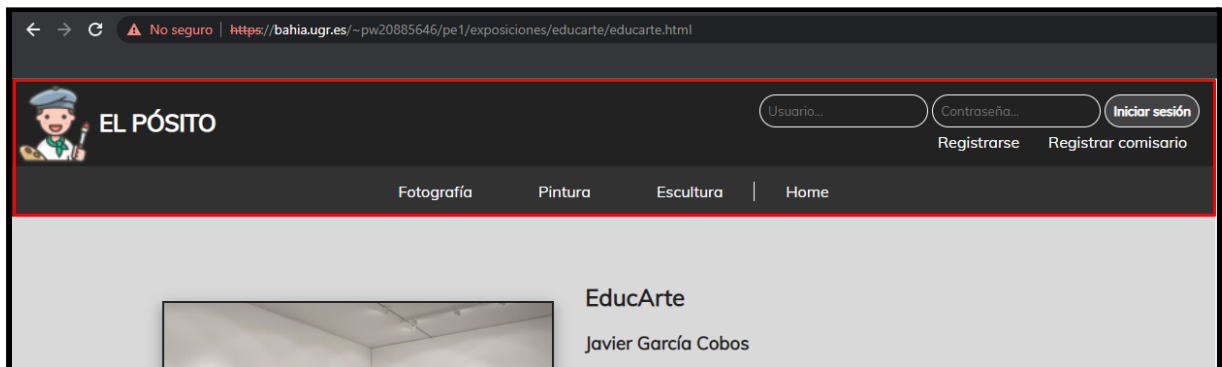 No seguro | https://bahia.ugr.es/~pw20885646/pe1/exposiciones/educarte/educarte.html
EL PÓSITO
Usuario... Contraseña... Iniciar sesión
Registrarse Registrar comisario
Fotografía Pintura Escultura | Home
EducArte
Javier García Cobos